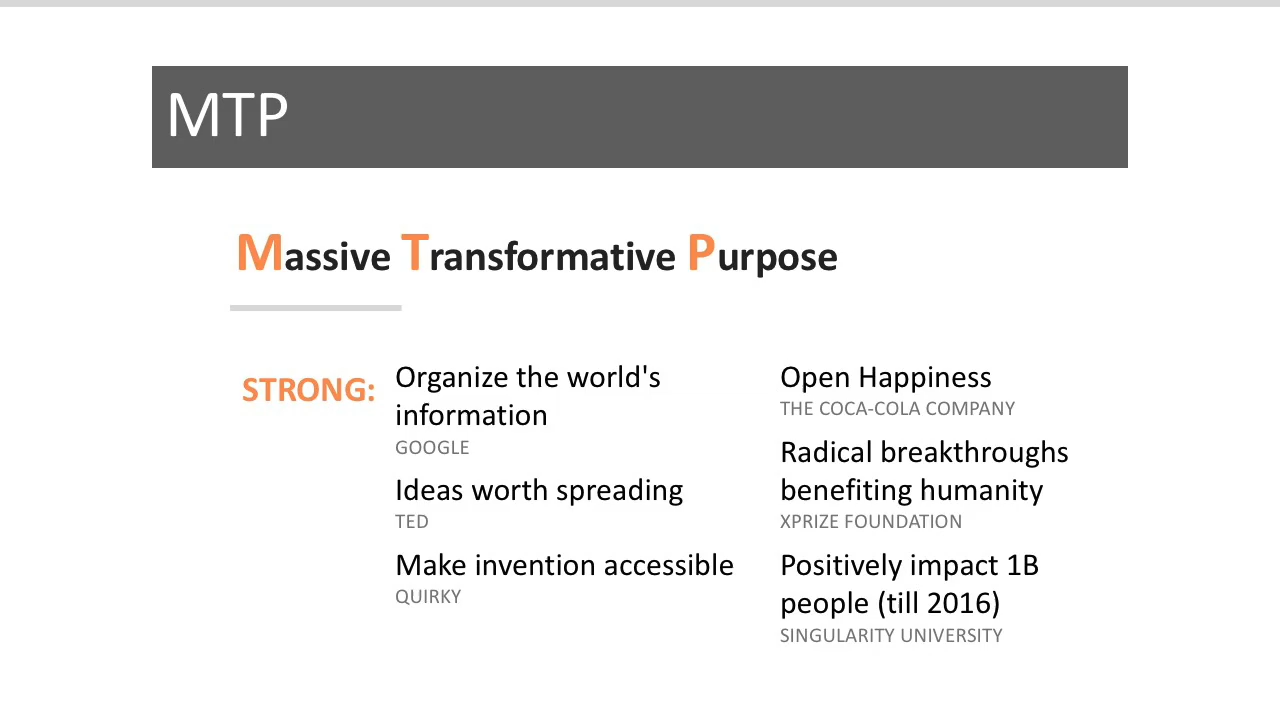 MTP
Massive Transformative Purpose
STRONG:
Organize the world's
information
GOOGLE
Ideas worth spreading
TED
Make invention accessible
QUIRKY
Open Happiness
THE COCA-COLA COMPANY
Radical breakthroughs
benefiting humanity
XPRIZE FOUNDATION
Positively impact 1B
people (till 2016)
SINGULARITY UNIVERSITY